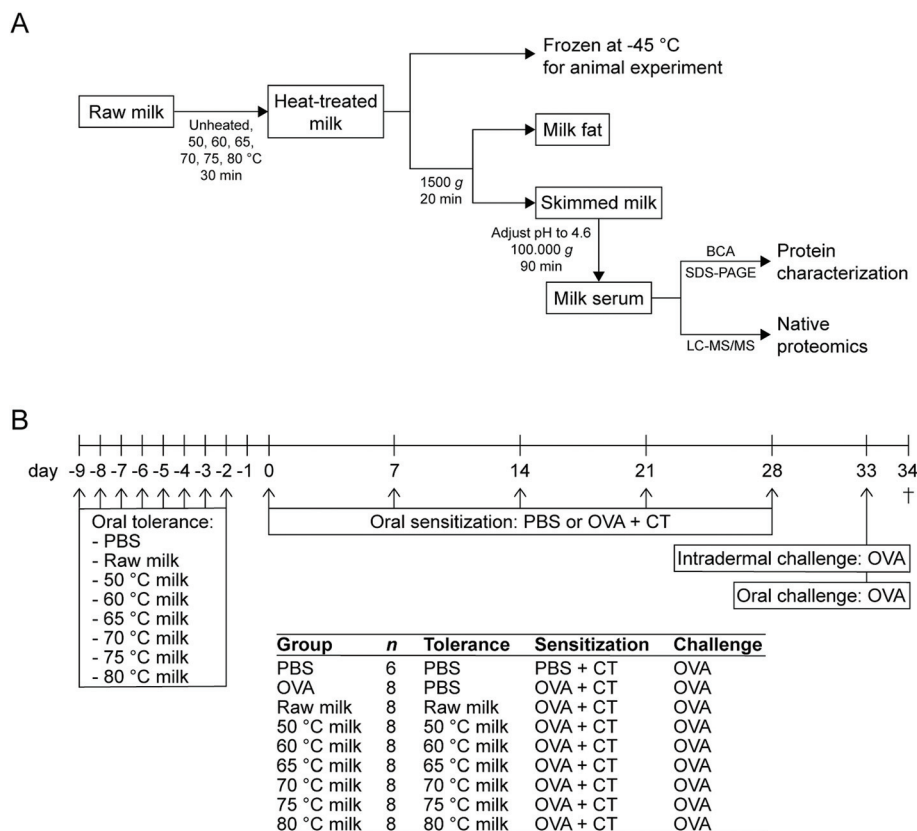 A
Raw milk
Unheated,
50, 60, 65,
70, 75, 80 °C
30 min
Heat-treated
milk
Frozen at -45 °C
for animal experiment
1500 g
20 min
Milk fat
Skimmed milk
Adjust pH to 4.6
100.000 g
90 min
Milk serum
BCA
SDS-PAGE
Protein
characterization
LC-MS/MS
Native
proteomics
B
day -9 -8 -7 -6 -5 -4 -3 -2 -1 0 7 14 21 28 33 34
†
Oral tolerance:
- PBS
- Raw milk
- 50 °C milk
- 60 °C milk
- 65 °C milk
- 70 °C milk
- 75 °C milk
- 80 °C milk
Oral sensitization: PBS or OVA + CT
Intradermal challenge: OVA
Oral challenge: OVA
Group n Tolerance Sensitization Challenge
PBS 6 PBS PBS + CT OVA
OVA 8 PBS OVA + CT OVA
Raw milk 8 Raw milk OVA + CT OVA
50 °C milk 8 50 °C milk OVA + CT OVA
60 °C milk 8 60 °C milk OVA + CT OVA
65 °C milk 8 65 °C milk OVA + CT OVA
70 °C milk 8 70 °C milk OVA + CT OVA
75 °C milk 8 75 °C milk OVA + CT OVA
80 °C milk 8 80 °C milk OVA + CT OVA